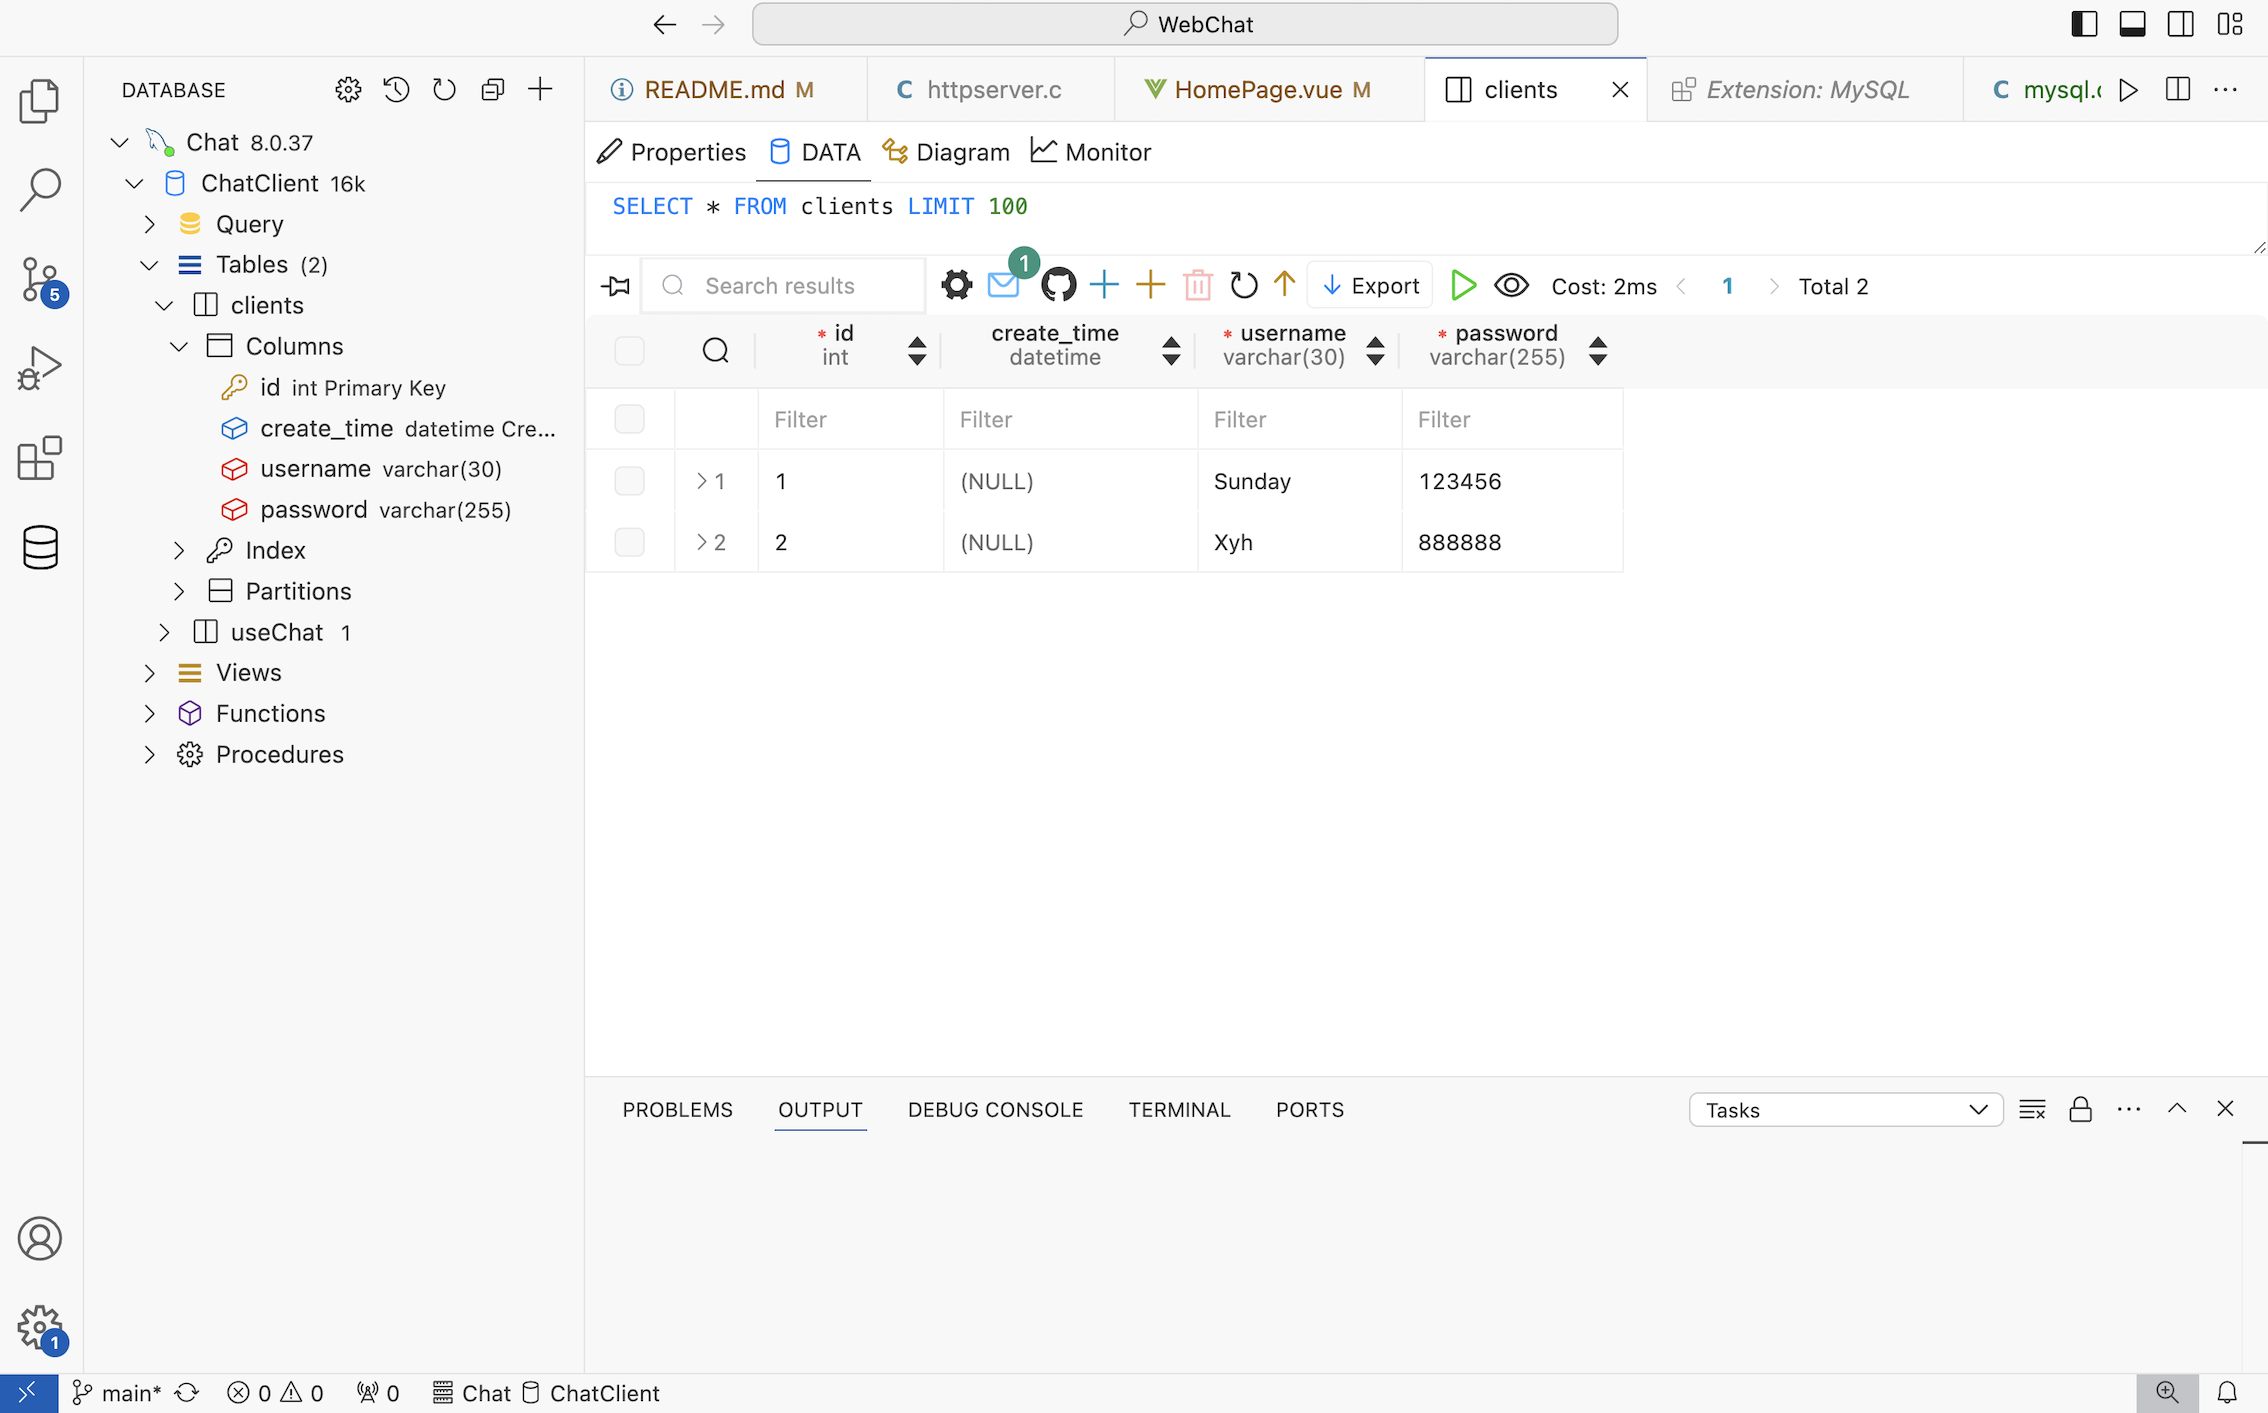 WebChat
DATABASE
Chat 8.0.37
ChatClient 16k
Query
Tables (2)
clients
Columns
id int Primary Key
create_time datetime Cre...
username varchar(30)
password varchar(255)
Index
Partitions
useChat 1
Views
Functions
Procedures
5
1
README.md M
C httpserver.c
HomePage.vue M
clients
Extension: MySQL
C mysql.c
Properties DATA Diagram Monitor
SELECT * FROM clients LIMIT 100
Search results 1 Export Cost: 2ms 1 Total 2
* id create_time * username * password
int datetime varchar(30) varchar(255)
Filter Filter Filter Filter
1 1 (NULL) Sunday 123456
2 2 (NULL) Xyh 888888
PROBLEMS OUTPUT DEBUG CONSOLE TERMINAL PORTS Tasks
main* 0 0 0 Chat ChatClient